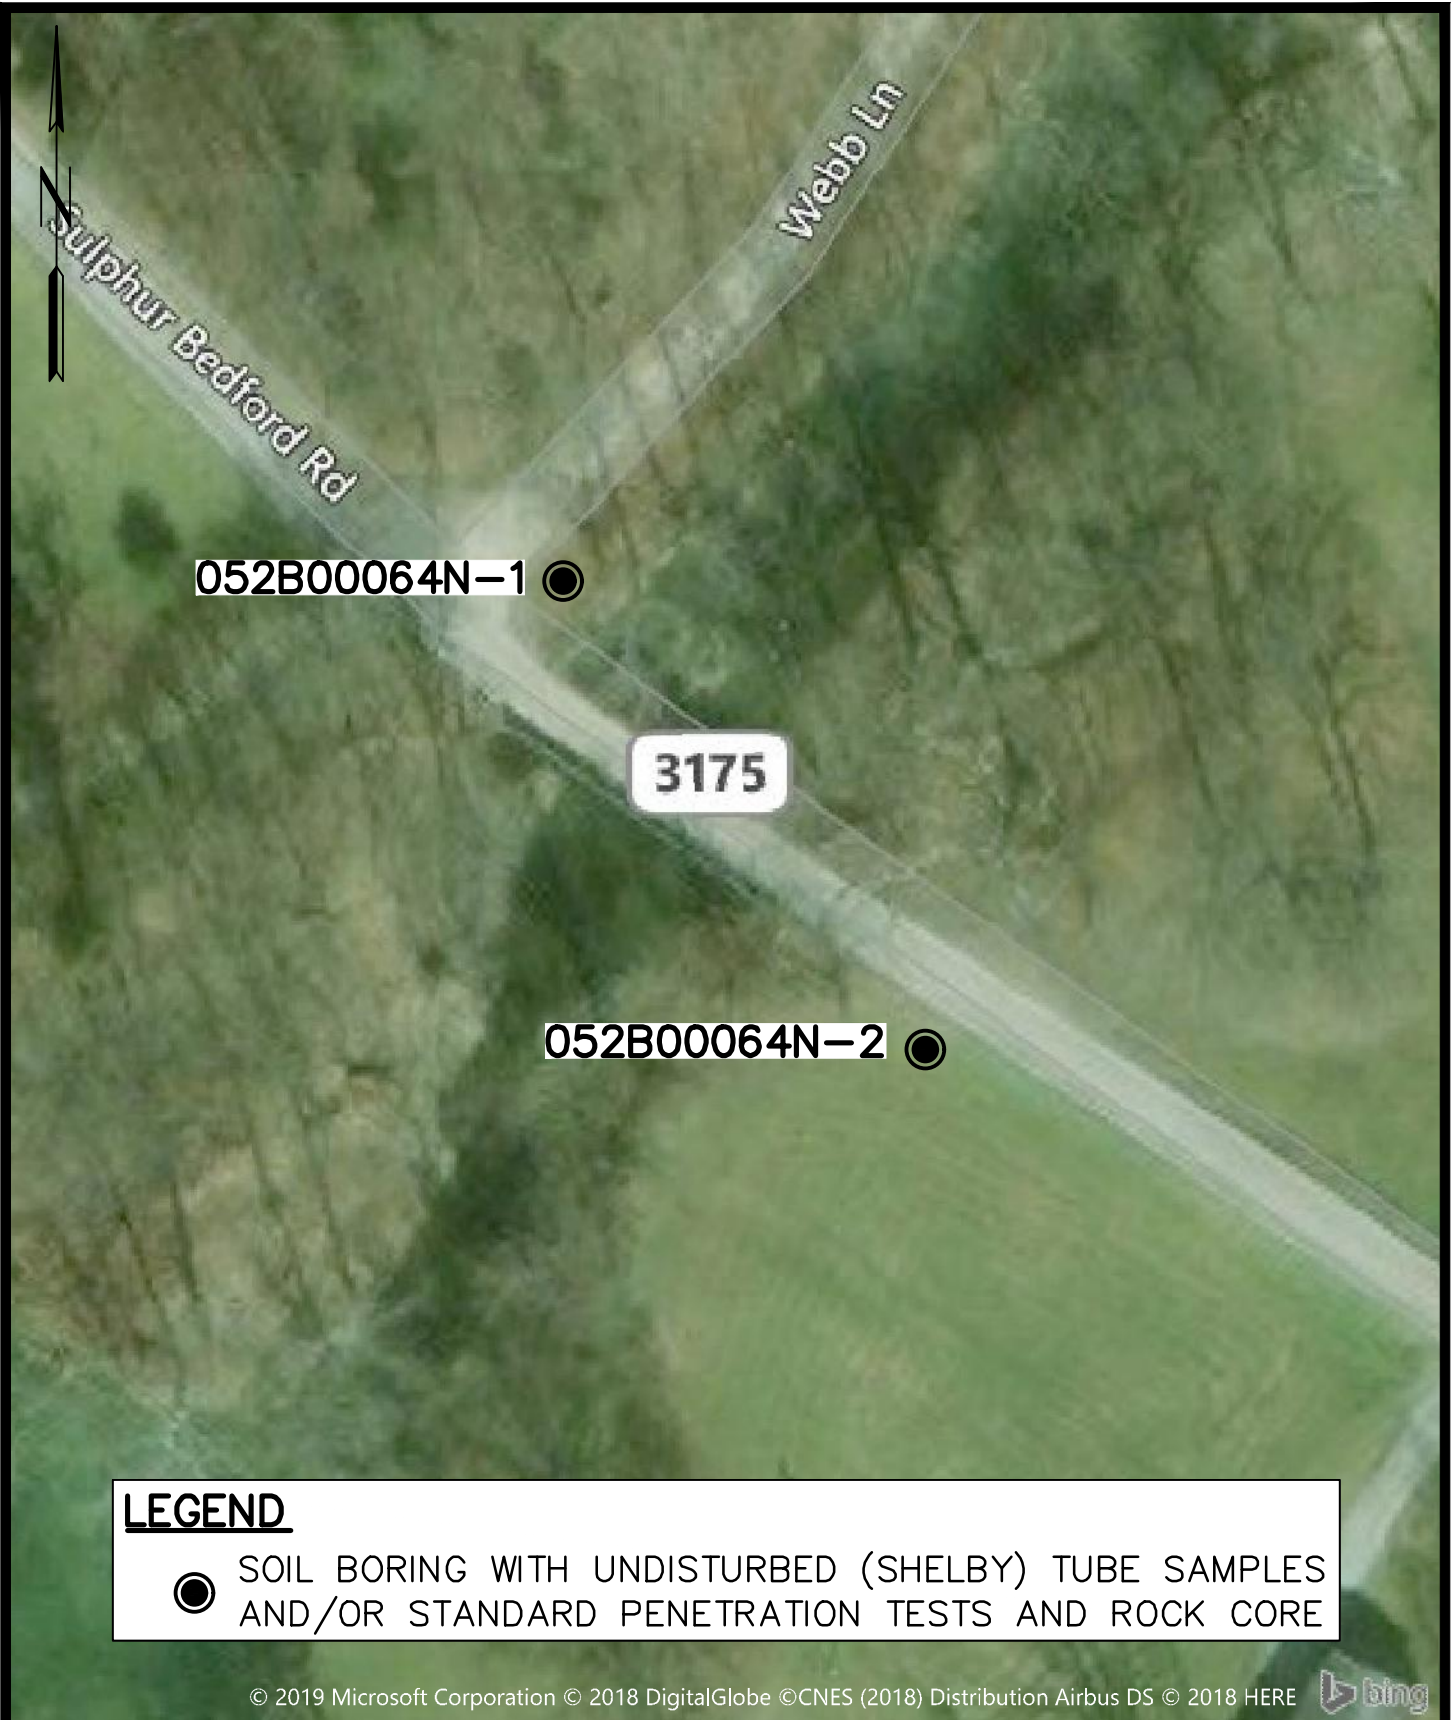 N
Webb Ln
Sulphur Bedford Rd
052B00064N-1
3175
052B00064N-2
LEGEND
SOIL BORING WITH UNDISTURBED (SHELBY) TUBE SAMPLES
AND/OR STANDARD PENETRATION TESTS AND ROCK CORE
© 2019 Microsoft Corporation © 2018 DigitalGlobe ©CNES (2018) Distribution Airbus DS © 2018 HERE
bing